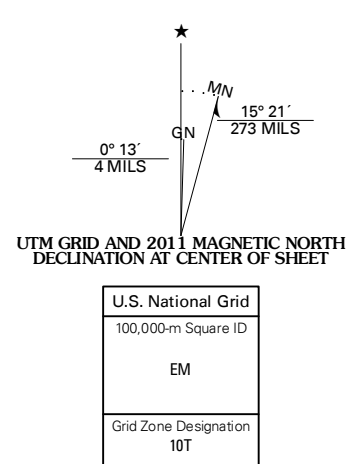 ★
MN
15° 21´
GN
273 MILS
0° 13´
4 MILS
UTM GRID AND 2011 MAGNETIC NORTH
DECLINATION AT CENTER OF SHEET
U.S. National Grid
100,000-m Square ID
EM
Grid Zone Designation
10T